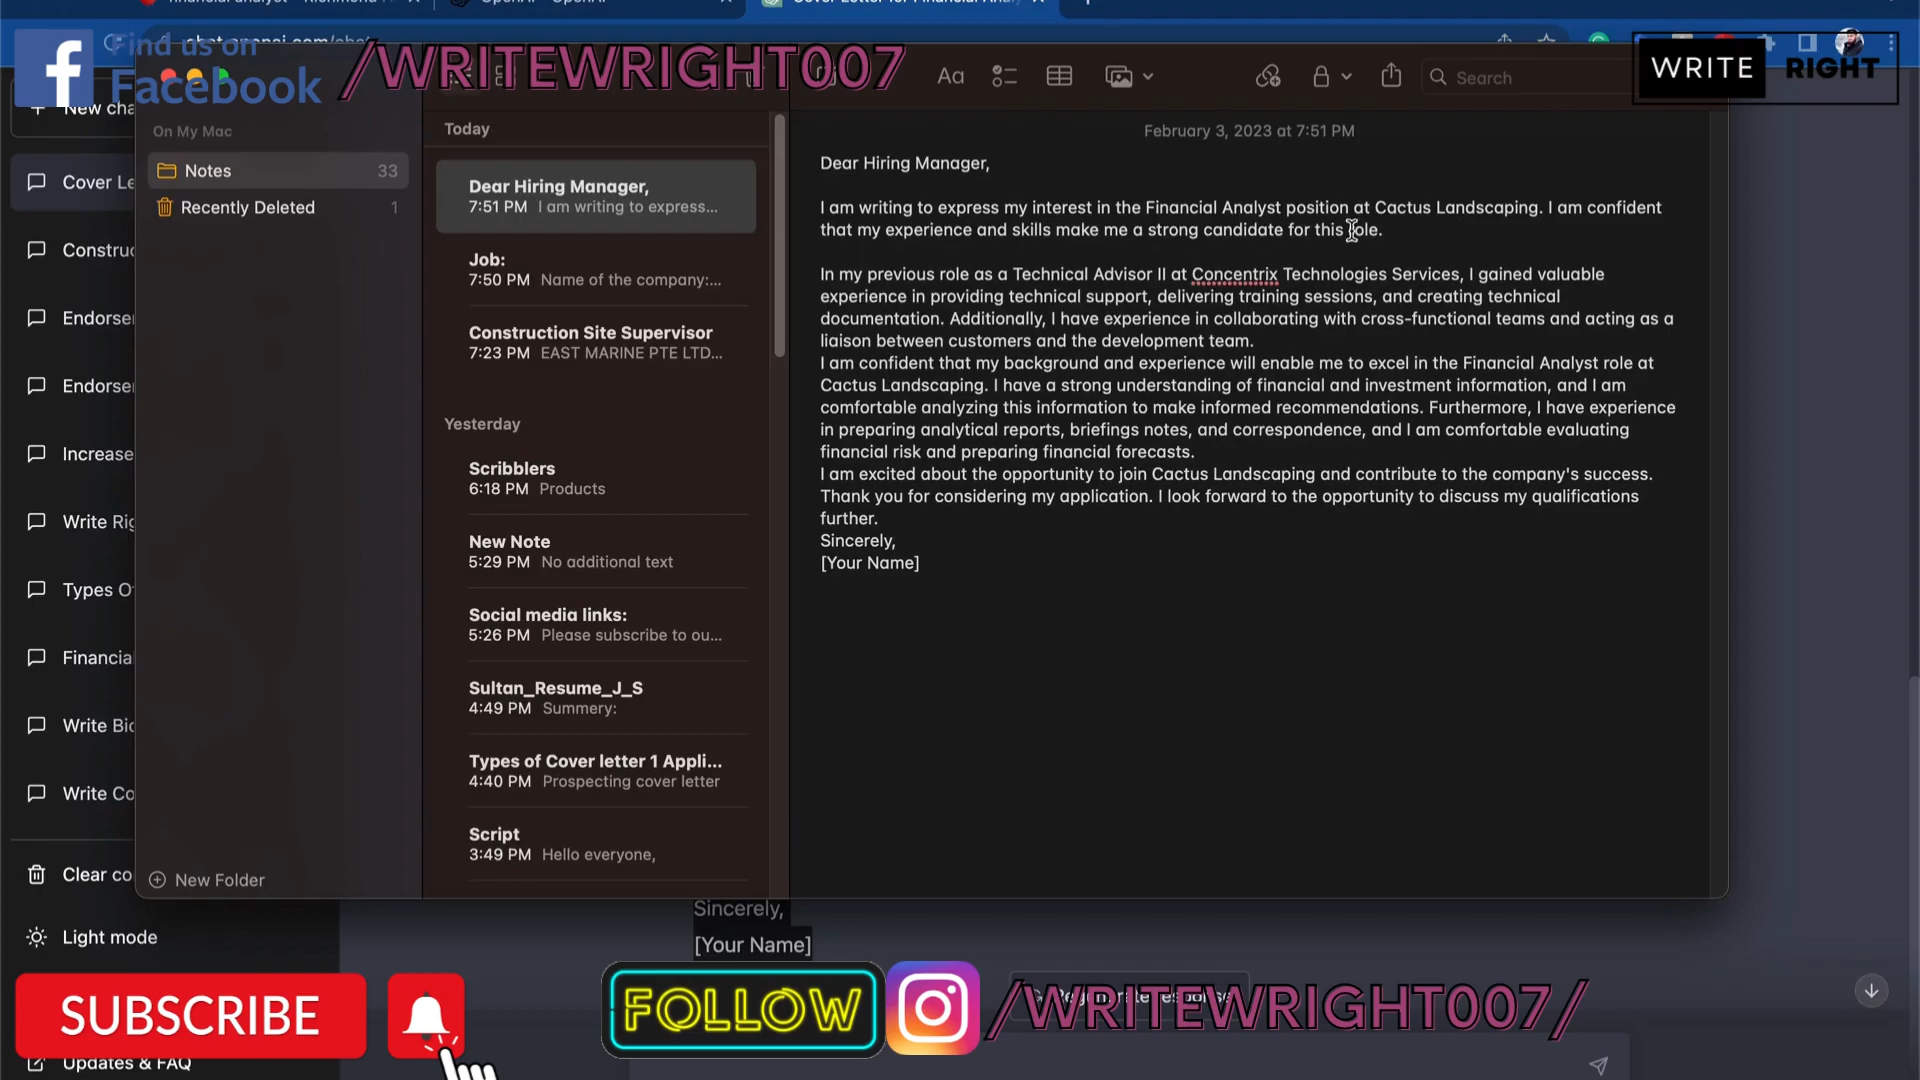 Find us on
Facebook
/WRITEWRIGHT007
WRITE RIGHT
Search
New cha
Cover Le
Construc
Endorser
Endorser
Increase
Write Rig
Types O
Financia
Write Bio
Write Co
Clear co
Light mode
Updates & FAQ
On My Mac
Notes 33
Recently Deleted 1
New Folder
Today
Dear Hiring Manager,
7:51 PM I am writing to express...
Job:
7:50 PM Name of the company:...
Construction Site Supervisor
7:23 PM EAST MARINE PTE LTD...
Yesterday
Scribblers
6:18 PM Products
New Note
5:29 PM No additional text
Social media links:
5:26 PM Please subscribe to ou...
Sultan_Resume_J_S
4:49 PM Summery:
Types of Cover letter 1 Appli...
4:40 PM Prospecting cover letter
Script
3:49 PM Hello everyone,
February 3, 2023 at 7:51 PM
Dear Hiring Manager,
I am writing to express my interest in the Financial Analyst position at Cactus Landscaping. I am confident
that my experience and skills make me a strong candidate for this role.
In my previous role as a Technical Advisor II at Concentrix Technologies Services, I gained valuable
experience in providing technical support, delivering training sessions, and creating technical
documentation. Additionally, I have experience in collaborating with cross-functional teams and acting as a
liaison between customers and the development team.
I am confident that my background and experience will enable me to excel in the Financial Analyst role at
Cactus Landscaping. I have a strong understanding of financial and investment information, and I am
comfortable analyzing this information to make informed recommendations. Furthermore, I have experience
in preparing analytical reports, briefings notes, and correspondence, and I am comfortable evaluating
financial risk and preparing financial forecasts.
I am excited about the opportunity to join Cactus Landscaping and contribute to the company's success.
Thank you for considering my application. I look forward to the opportunity to discuss my qualifications
further.
Sincerely,
[Your Name]
Sincerely,
[Your Name]
SUBSCRIBE
FOLLOW
/WRITEWRIGHT007/